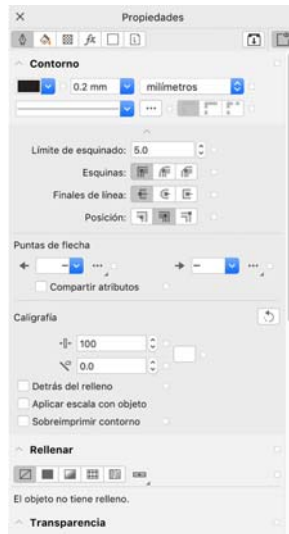 Propiedades
fx
Contorno
0.2 mm milímetros
Límite de esquinado: 5.0
Esquinas:
Finales de línea:
Posición:
Puntas de flecha
Compartir atributos
Caligrafía
100
0.0
Detrás del relleno
Aplicar escala con objeto
Sobreimprimir contorno
Rellenar
El objeto no tiene relleno.
Transparencia